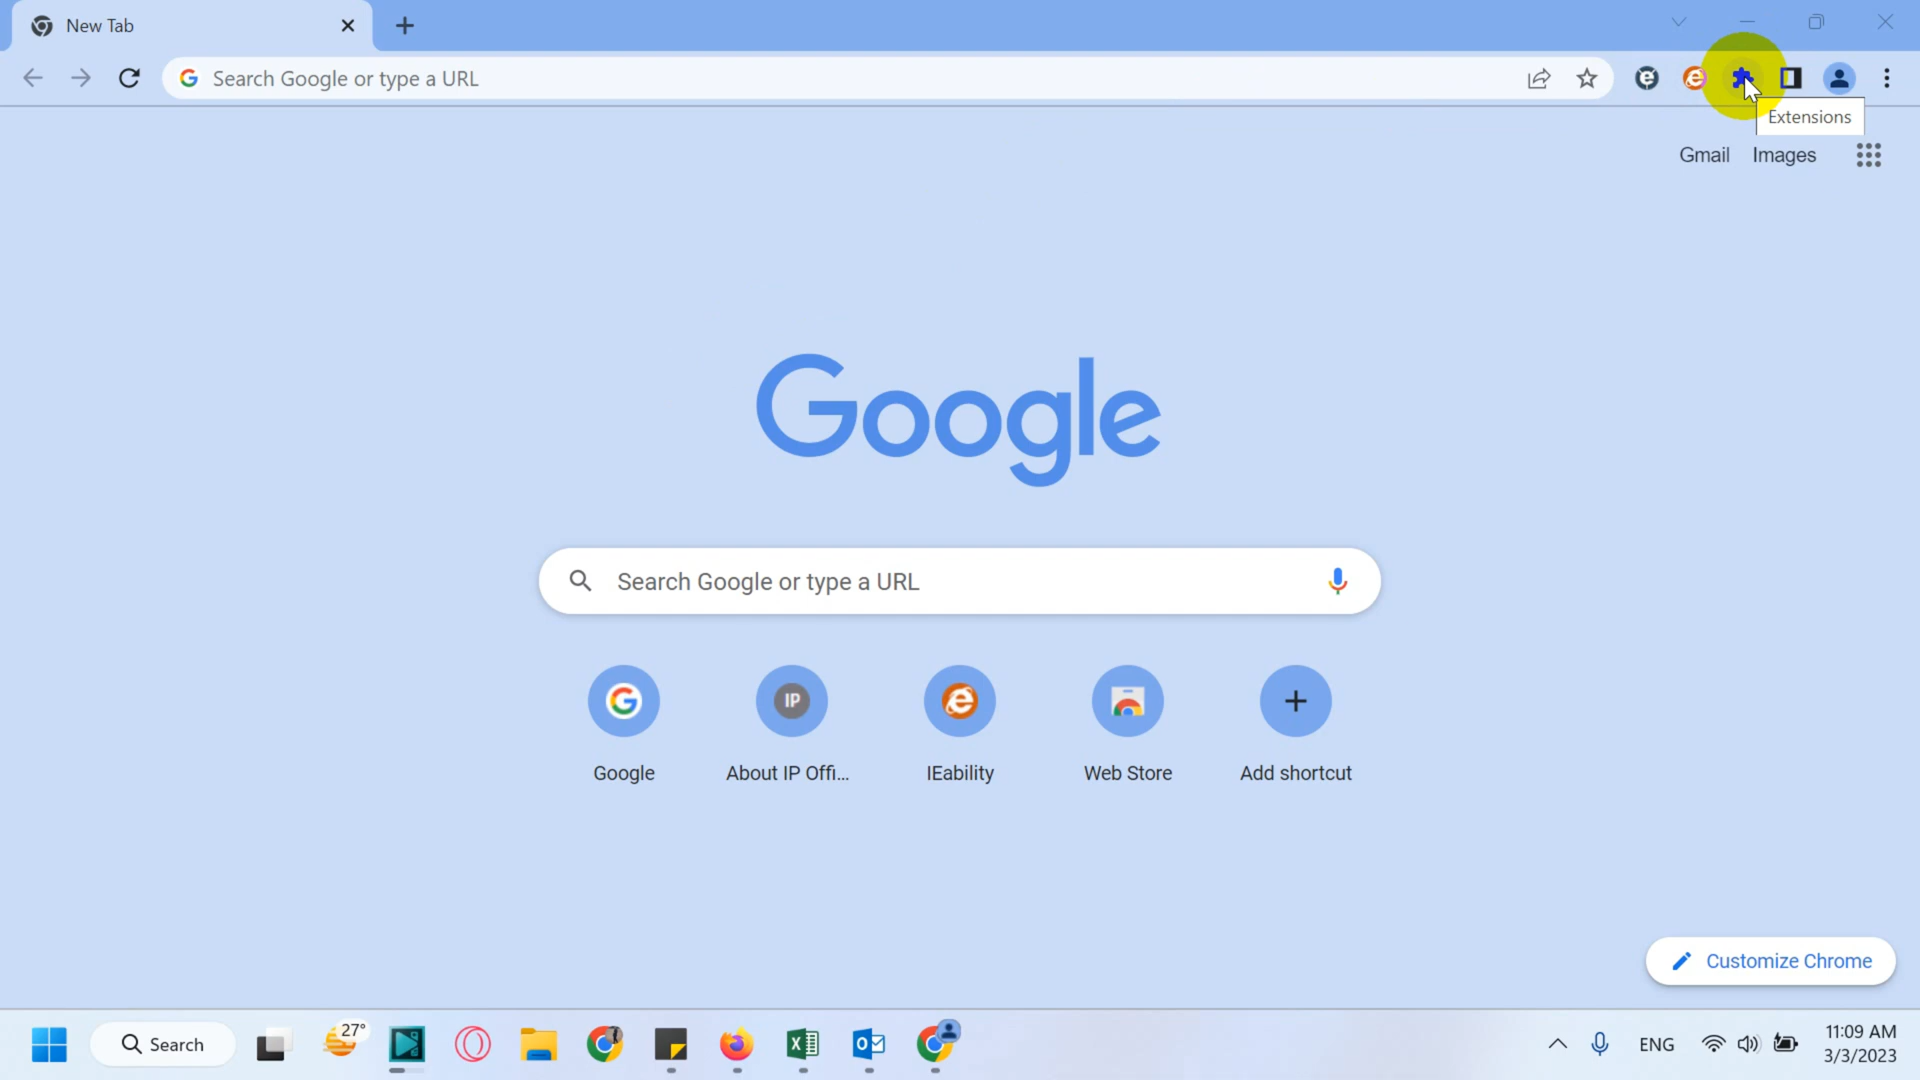 New Tab
Search Google or type a URL
Extensions
Gmail Images
Google
Search Google or type a URL
IP
Google About IP Offi... IEability Web Store Add shortcut
Customize Chrome
Search
27°
ENG
11:09 AM
3/3/2023